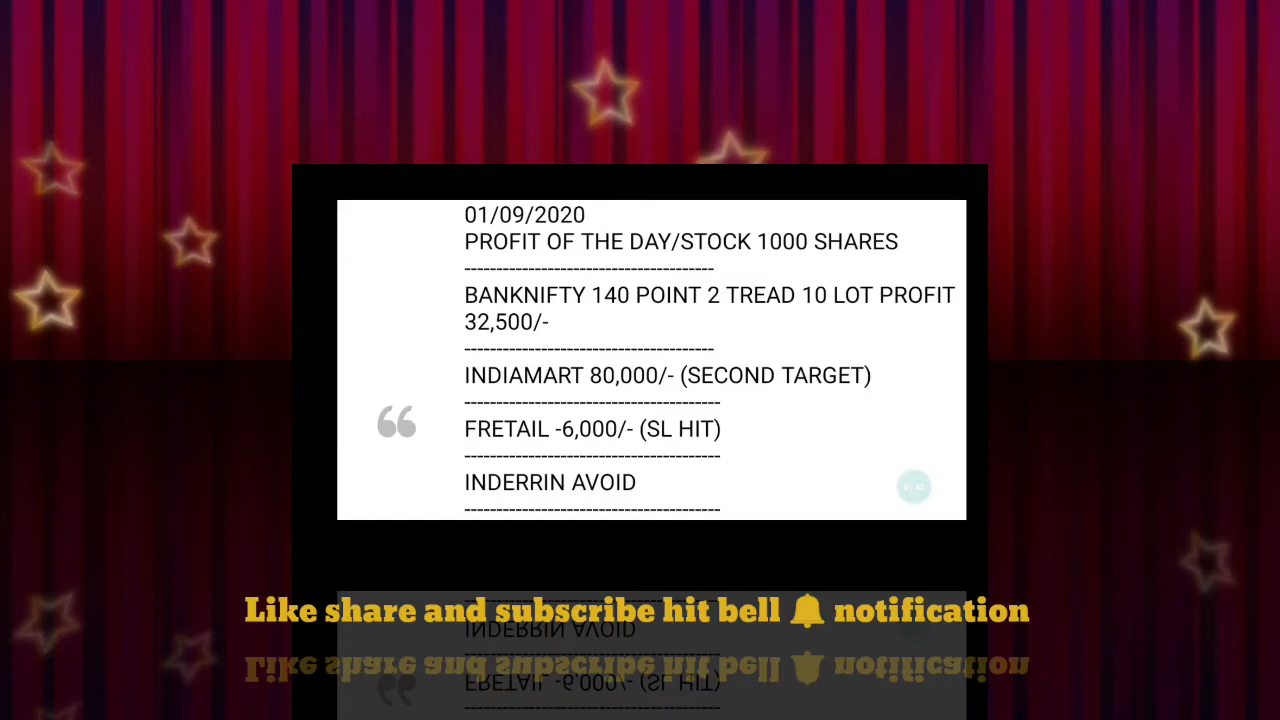 01/09/2020
PROFIT OF THE DAY/STOCK 1000 SHARES
---------------------------------------
BANKNIFTY 140 POINT 2 TREAD 10 LOT PROFIT
32,500/-
---------------------------------------
INDIAMART 80,000/- (SECOND TARGET)
----------------------------------------
FRETAIL -6,000/- (SL HIT)
----------------------------------------
INDERRIN AVOID
----------------------------------------
Like share and subscribe hit bell 🔔 notification